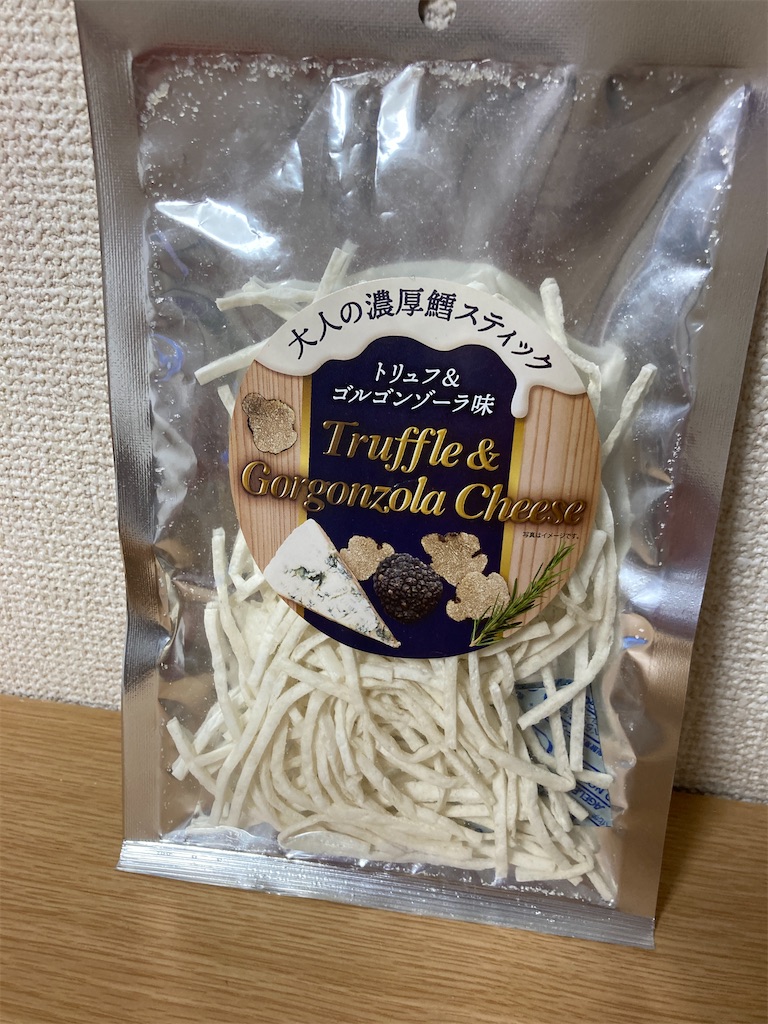 大人の濃厚鱈スティック
トリュフ&
ゴルゴンゾーラ味
Truffle &
Gorgonzola Cheese
写真はイメージです。